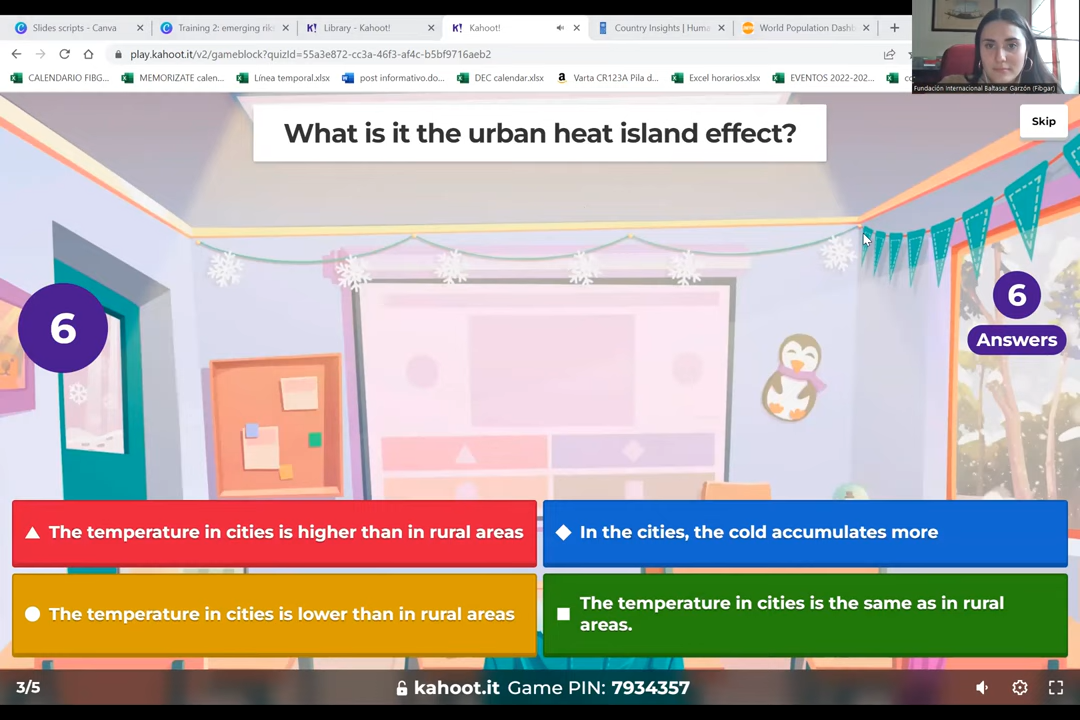 Slides scripts - Canva
Training 2: emerging riki
Library - Kahoot!
Kahoot!
Country Insights | Huma
World Population Dashb
play.kahoot.it/v2/gameblock?quizId=55a3e872-cc3a-46f3-af4c-b5bf9716aeb2
CALENDARIO FIBG...
MEMORIZATE calen...
Línea temporal.xlsx
post informativo.do...
DEC calendar.xlsx
Varta CR123A Pila d...
Excel horarios.xlsx
EVENTOS 2022-202...
Fundación Internacional Baltasar Garzón (Fibgar)
What is it the urban heat island effect?
Skip
6
6
Answers
The temperature in cities is higher than in rural areas
In the cities, the cold accumulates more
The temperature in cities is lower than in rural areas
The temperature in cities is the same as in rural
areas.
3/5
kahoot.it Game PIN: 7934357